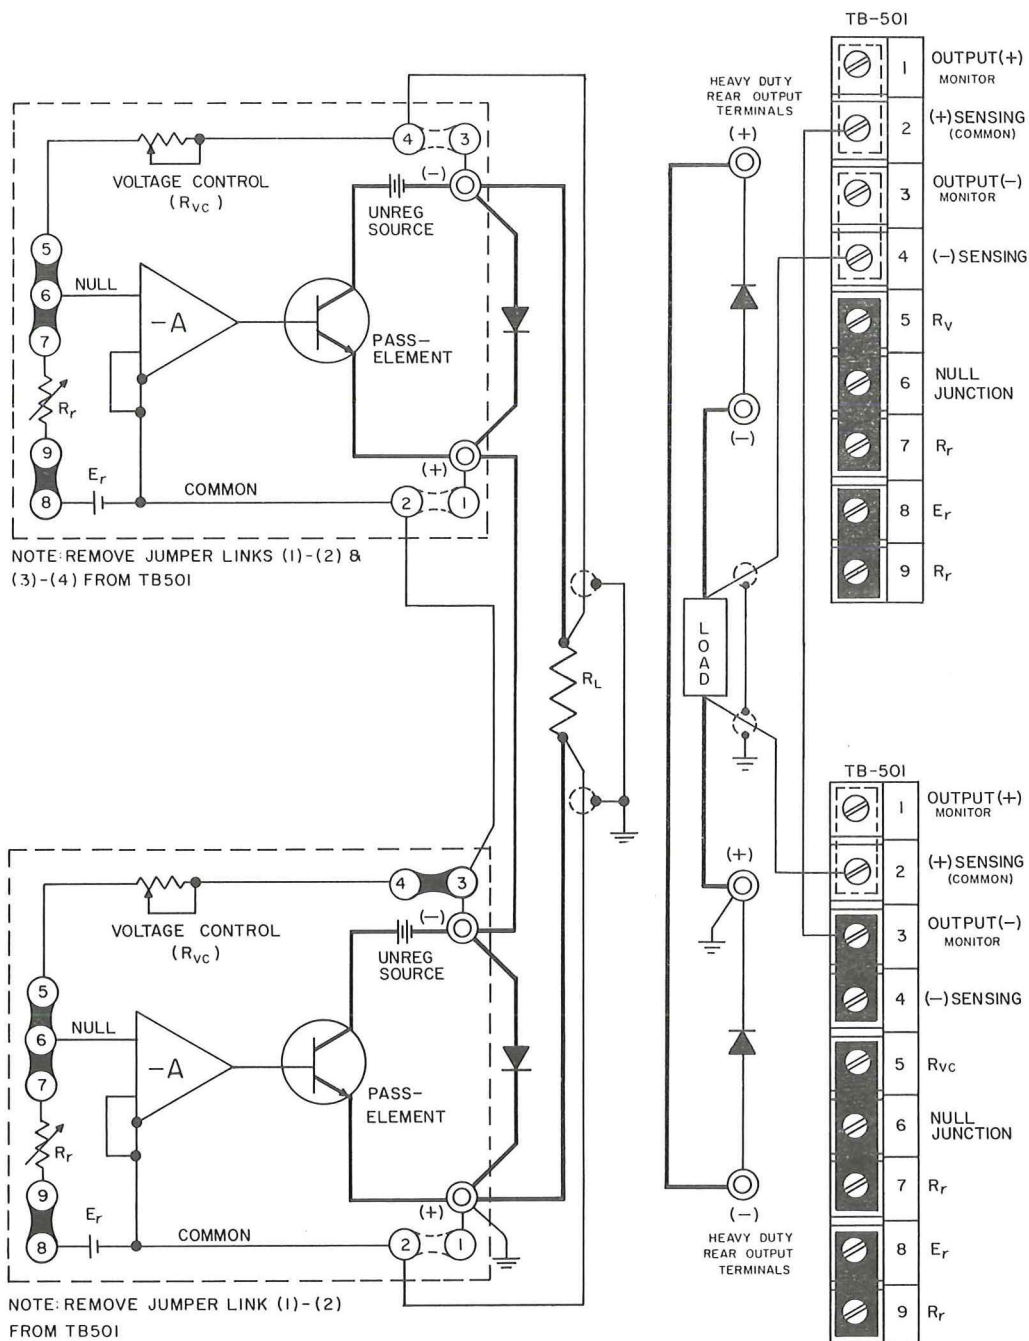 4
3
VOLTAGE CONTROL
(RVC)
(-)
UNREG
SOURCE
5
6
NULL
7
-A
PASS-
ELEMENT
Rr
9
8
Er
COMMON
(+)
2
1
NOTE: REMOVE JUMPER LINKS (1)-(2) &
(3)-(4) FROM TB501
RL
4
3
VOLTAGE CONTROL
(RVC)
(-)
UNREG
SOURCE
5
6
NULL
7
-A
PASS-
ELEMENT
Rr
9
8
Er
COMMON
(+)
2
1
NOTE: REMOVE JUMPER LINK (1)-(2)
FROM TB501
HEAVY DUTY
REAR OUTPUT
TERMINALS
(+)
(-)
LOAD
(+)
(-)
HEAVY DUTY
REAR OUTPUT
TERMINALS
TB-501
1 OUTPUT(+)
MONITOR
2 (+)SENSING
(COMMON)
3 OUTPUT(-)
MONITOR
4 (-)SENSING
5 Rv
6 NULL
JUNCTION
7 Rr
8 Er
9 Rr
TB-501
1 OUTPUT(+)
MONITOR
2 (+)SENSING
(COMMON)
3 OUTPUT(-)
MONITOR
4 (-)SENSING
5 RVC
6 NULL
JUNCTION
7 Rr
8 Er
9 Rr